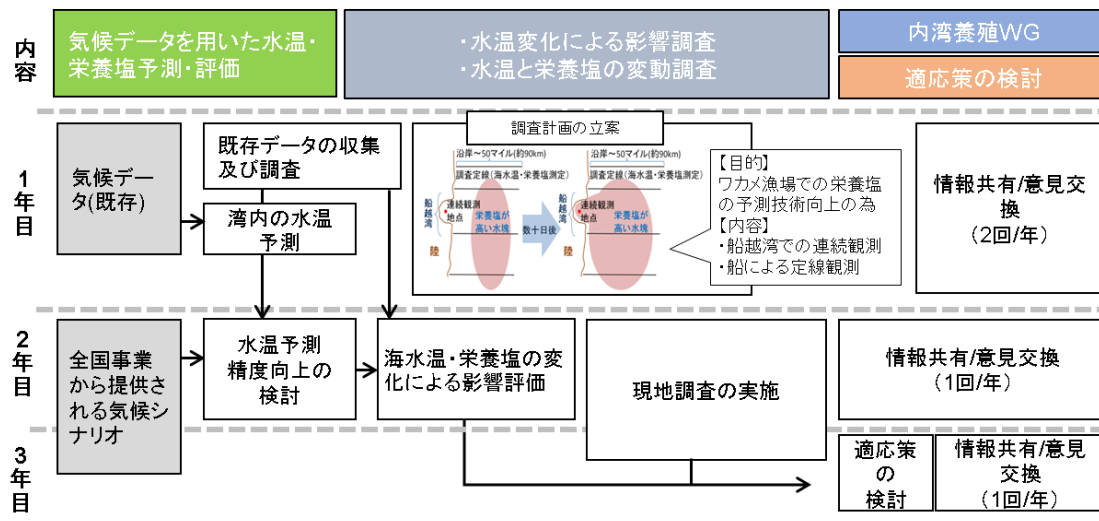 内容
気候データを用いた水温・
栄養塩予測・評価
・水温変化による影響調査
・水温と栄養塩の変動調査
内湾養殖WG
適応策の検討
1年目
気候デー
タ(既存)
既存データの収集
及び調査
湾内の水温
予測
調査計画の立案
沿岸～50マイル(約90km)
調査定線(海水温・栄養塩測定)
船越湾
連続観測
地点
栄養塩が
高い水塊
陸
数十日後
沿岸～50マイル(約90km)
調査定線(海水温・栄養塩測定)
船越湾
連続観測
地点
栄養塩が
高い水塊
陸
【目的】
ワカメ漁場での栄養塩
の予測技術向上の為
【内容】
・船越湾での連続観測
・船による定線観測
情報共有/意見交
換
（2回/年）
2年目
全国事業
から提供さ
れる気候シ
ナリオ
水温予測
精度向上の
検討
海水温・栄養塩の変
化による影響評価
現地調査の実施
情報共有/意見交換
（1回/年）
3年目
適応策
の
検討
情報共有/意見
交換
（1回/年）